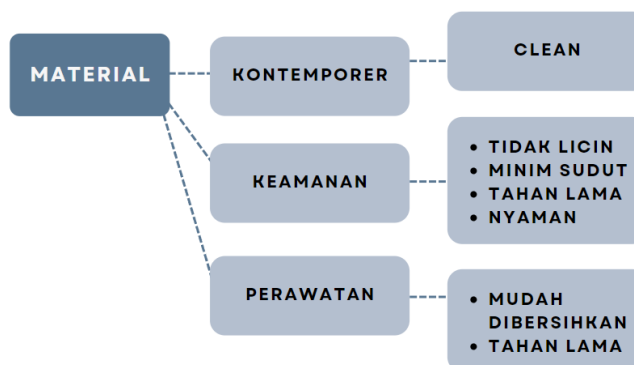 MATERIAL
KONTEMPORER
CLEAN
KEAMANAN
• TIDAK LICIN
• MINIM SUDUT
• TAHAN LAMA
• NYAMAN
PERAWATAN
• MUDAH
DIBERSIHKAN
• TAHAN LAMA